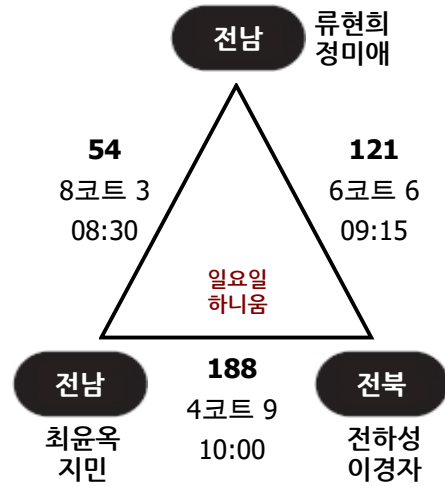 전남
류현희
정미애
54
8코트 3
08:30
121
6코트 6
09:15
일요일
하니움
전남
최윤옥
지민
188
4코트 9
10:00
전북
전하성
이경자